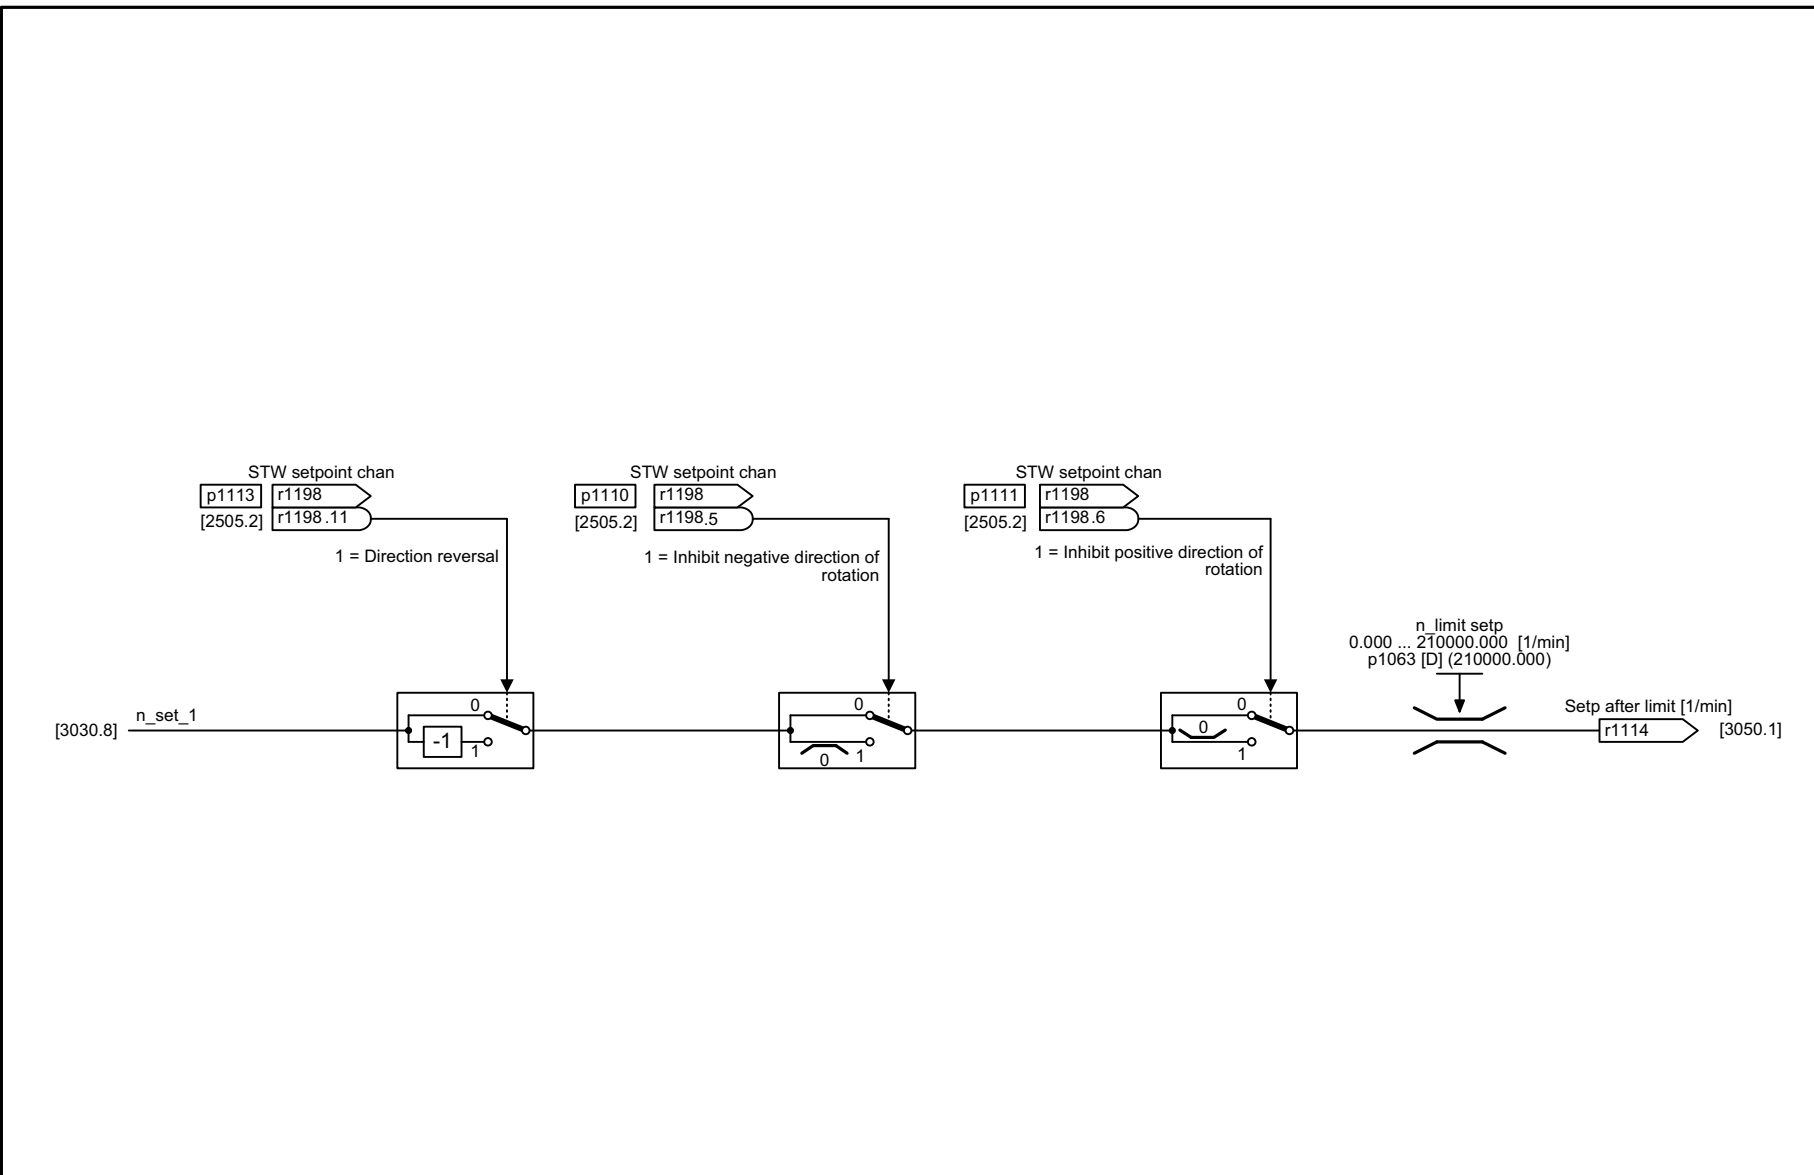 STW setpoint chan
p1113
r1198
[2505.2]
r1198.11
1 = Direction reversal
STW setpoint chan
p1110
r1198
[2505.2]
r1198.5
1 = Inhibit negative direction of
rotation
STW setpoint chan
p1111
r1198
[2505.2]
r1198.6
1 = Inhibit positive direction of
rotation
n_limit setp
0.000 ... 210000.000 [1/min]
p1063 [D] (210000.000)
[3030.8]
n_set_1
0
-1
1
0
0
1
0
0
1
Setp after limit [1/min]
r1114
[3050.1]